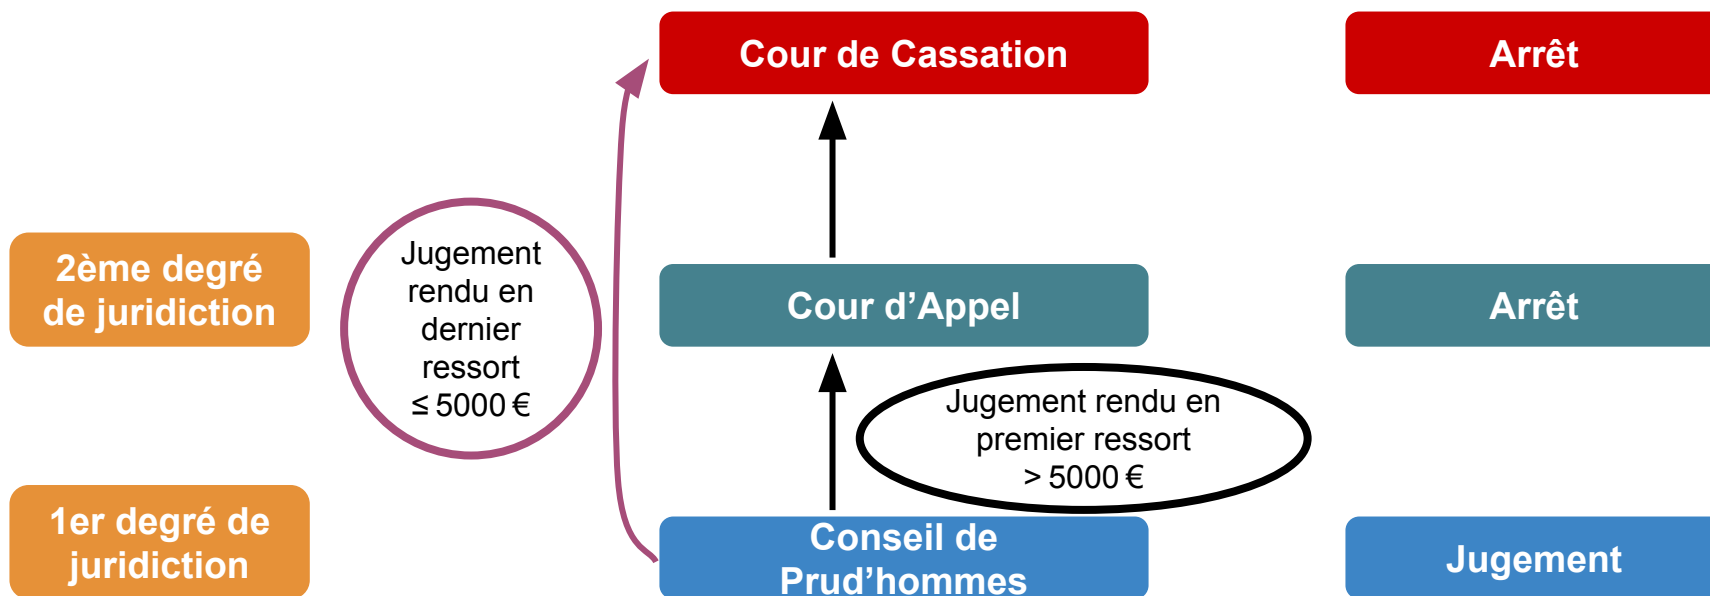 Cour de Cassation
Arrêt
2ème degré
de juridiction
Jugement
rendu en
dernier
ressort
≤ 5000 €
Cour d’Appel
Arrêt
Jugement rendu en
premier ressort
> 5000 €
1er degré de
juridiction
Conseil de
Prud’hommes
Jugement